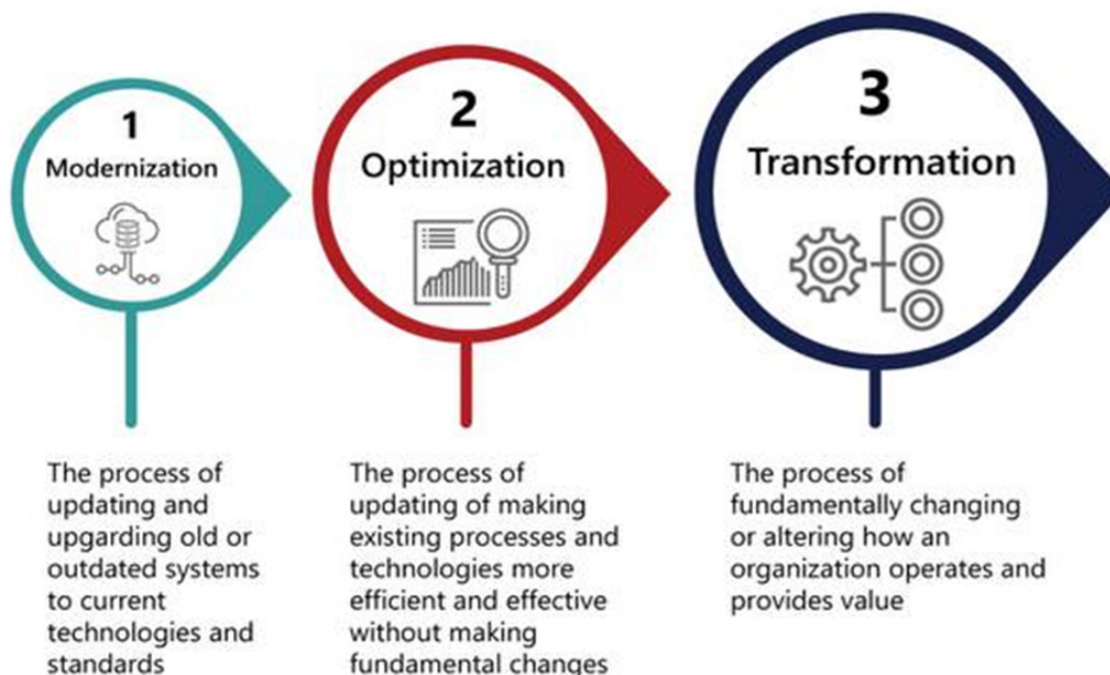 1
Modernization
2
Optimization
3
Transformation
The process of
updating and
upgarding old or
outdated systems
to current
technologies and
standards
The process of
updating of making
existing processes and
technologies more
efficient and effective
without making
fundamental changes
The process of
fundamentally changing
or altering how an
organization operates and
provides value